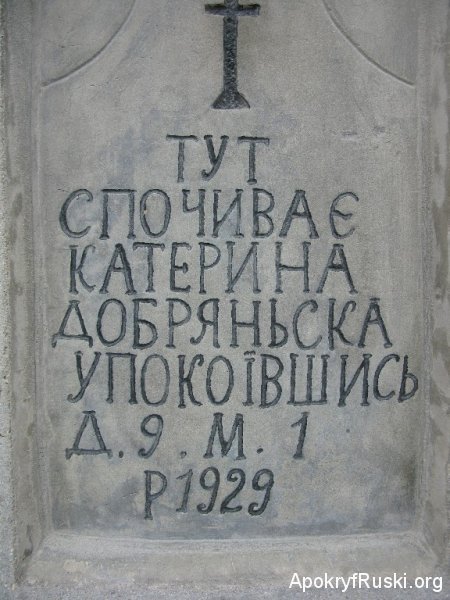 ТУТ
СПОЧИВАЄ
КАТЕРИНА
ДОБРЯНЬСКА
УПОКОЇВШИСЬ
Д. 9. М. 1
Р 1929
ApokryfRuski.org